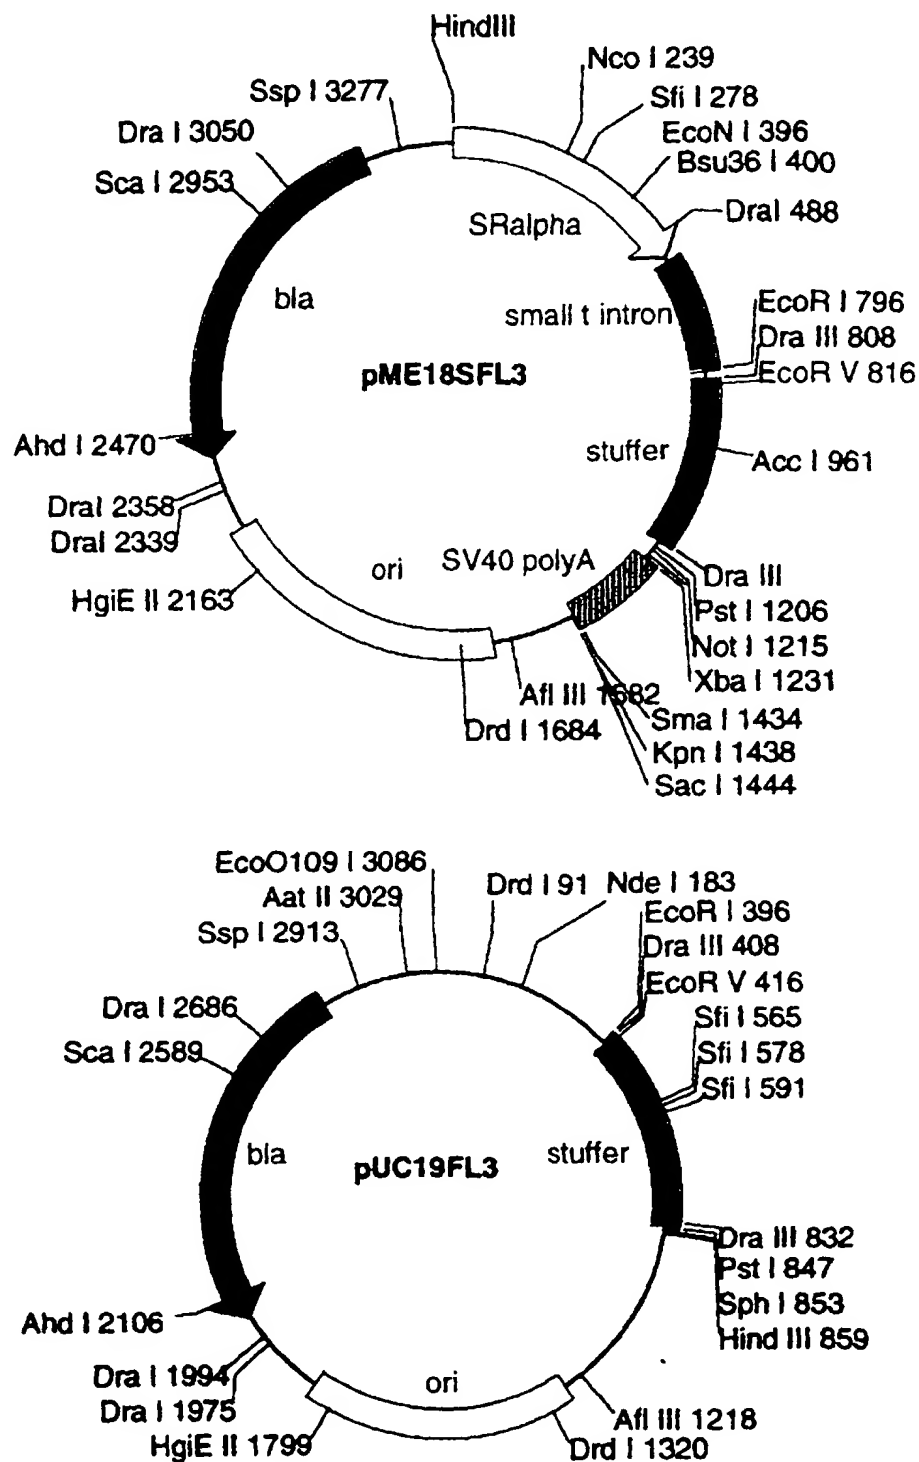 HindIII
Nco I 239
Ssp I 3277
Sfi I 278
Dra I 3050
EcoN I 396
Bsu36 I 400
Sca I 2953
DraI 488
SRalpha
bla
small t intron
EcoR I 796
Dra III 808
pME18SFL3
EcoR V 816
Ahd I 2470
stuffer
Acc I 961
DraI 2358
DraI 2339
ori
SV40 polyA
Dra III
HgiE II 2163
Pst I 1206
Not I 1215
Xba I 1231
Afl III 1682
Drd I 1684
Sma I 1434
Kpn I 1438
Sac I 1444
EcoO109 I 3086
Drd I 91
Nde I 183
Aat II 3029
EcoR I 396
Ssp I 2913
Dra III 408
EcoR V 416
Dra I 2686
Sfi I 565
Sca I 2589
Sfi I 578
Sfi I 591
bla
pUC19FL3
stuffer
Dra III 832
Pst I 847
Sph I 853
Ahd I 2106
Hind III 859
Dra I 1994
ori
Dra I 1975
Afl III 1218
HgiE II 1799
Drd I 1320